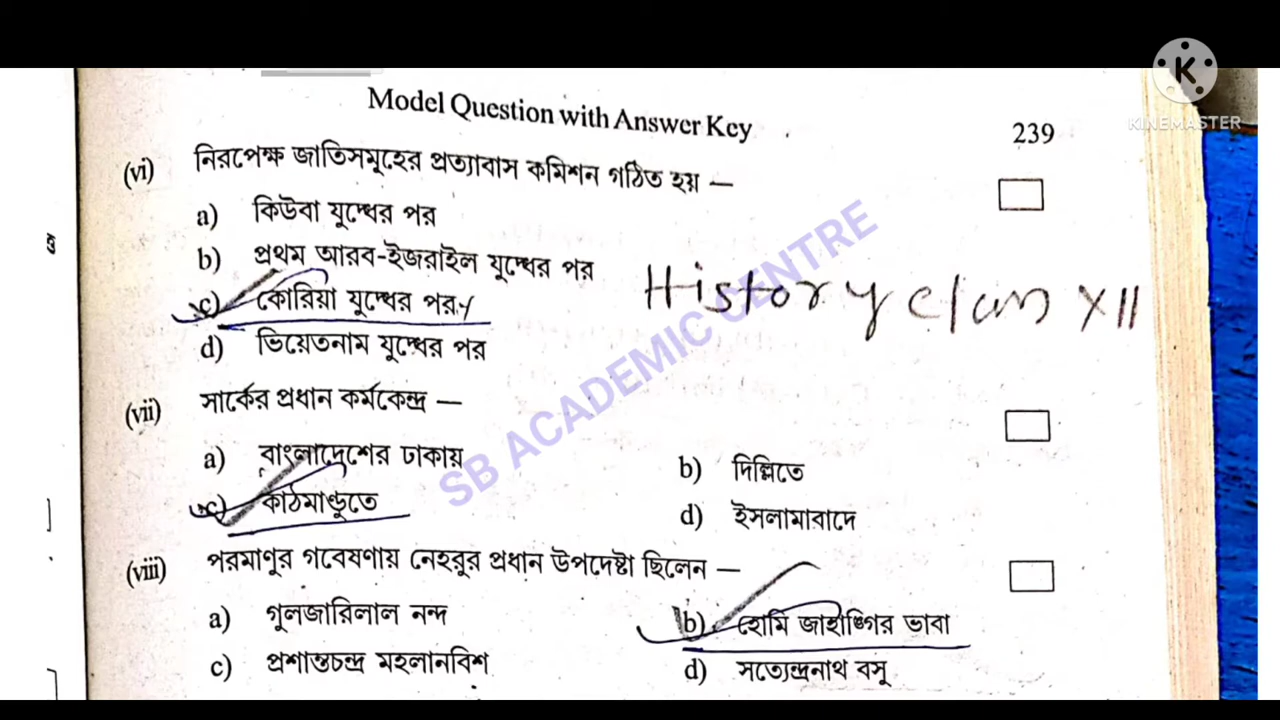 K
KINEMASTER
Model Question with Answer Key
239
(vi) নিরপেক্ষ জাতিসমূহের প্রত্যাবাস কমিশন গঠিত হয় —
a) কিউবা যুদ্ধের পর
b) প্রথম আরব-ইজরাইল যুদ্ধের পর
c) কোরিয়া যুদ্ধের পর
d) ভিয়েতনাম যুদ্ধের পর
History class XII
SB ACADEMIC CENTRE
(vii) সার্কের প্রধান কর্মকেন্দ্র —
a) বাংলাদেশের ঢাকায় b) দিল্লিতে
c) কাঠমাণ্ডুতে d) ইসলামাবাদে
(viii) পরমাণুর গবেষণায় নেহরুর প্রধান উপদেষ্টা ছিলেন —
a) গুলজারিলাল নন্দ b) হোমি জাহাঙ্গির ভাবা
c) প্রশান্তচন্দ্র মহলানবিশ d) সত্যেন্দ্রনাথ বসু